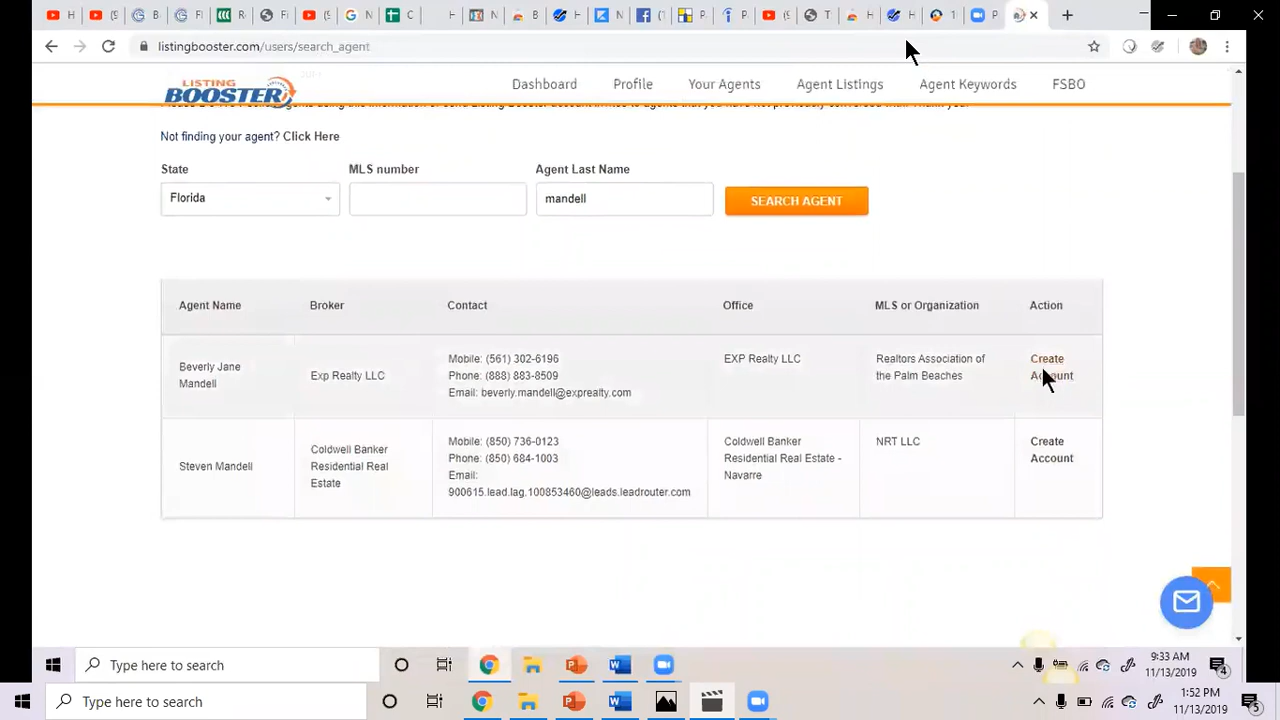 listingbooster.com/users/search_agent
LISTING
BOOSTER
Dashboard
Profile
Your Agents
Agent Listings
Agent Keywords
FSBO
Not finding your agent? Click Here
State
MLS number
Agent Last Name
Florida
mandell
SEARCH AGENT
Agent Name
Broker
Contact
Office
MLS or Organization
Action
Beverly Jane
Mandell
Exp Realty LLC
Mobile: (561) 302-6196
Phone: (888) 883-8509
Email: beverly.mandell@exprealty.com
EXP Realty LLC
Realtors Association of
the Palm Beaches
Create
Account
Steven Mandell
Coldwell Banker
Residential Real
Estate
Mobile: (850) 736-0123
Phone: (850) 684-1003
Email:
900615.lead.lag.100853460@leads.leadrouter.com
Coldwell Banker
Residential Real Estate -
Navarre
NRT LLC
Create
Account
Type here to search
9:33 AM
11/13/2019
4
Type here to search
1:52 PM
11/13/2019
5